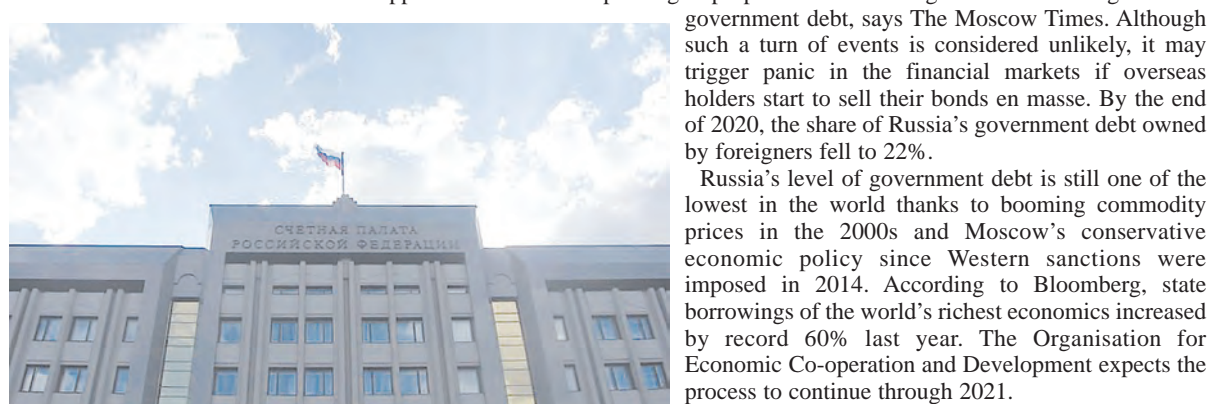 government debt, says The Moscow Times. Although
such a turn of events is considered unlikely, it may
trigger panic in the financial markets if overseas
holders start to sell their bonds en masse. By the end
of 2020, the share of Russia's government debt owned
by foreigners fell to 22%.
Russia's level of government debt is still one of the
lowest in the world thanks to booming commodity
prices in the 2000s and Moscow's conservative
economic policy since Western sanctions were
imposed in 2014. According to Bloomberg, state
borrowings of the world's richest economics increased
by record 60% last year. The Organisation for
Economic Co-operation and Development expects the
process to continue through 2021.
СЧЕТНАЯ ПАЛАТА
РОССИЙСКОЙ ФЕДЕРАЦИИ